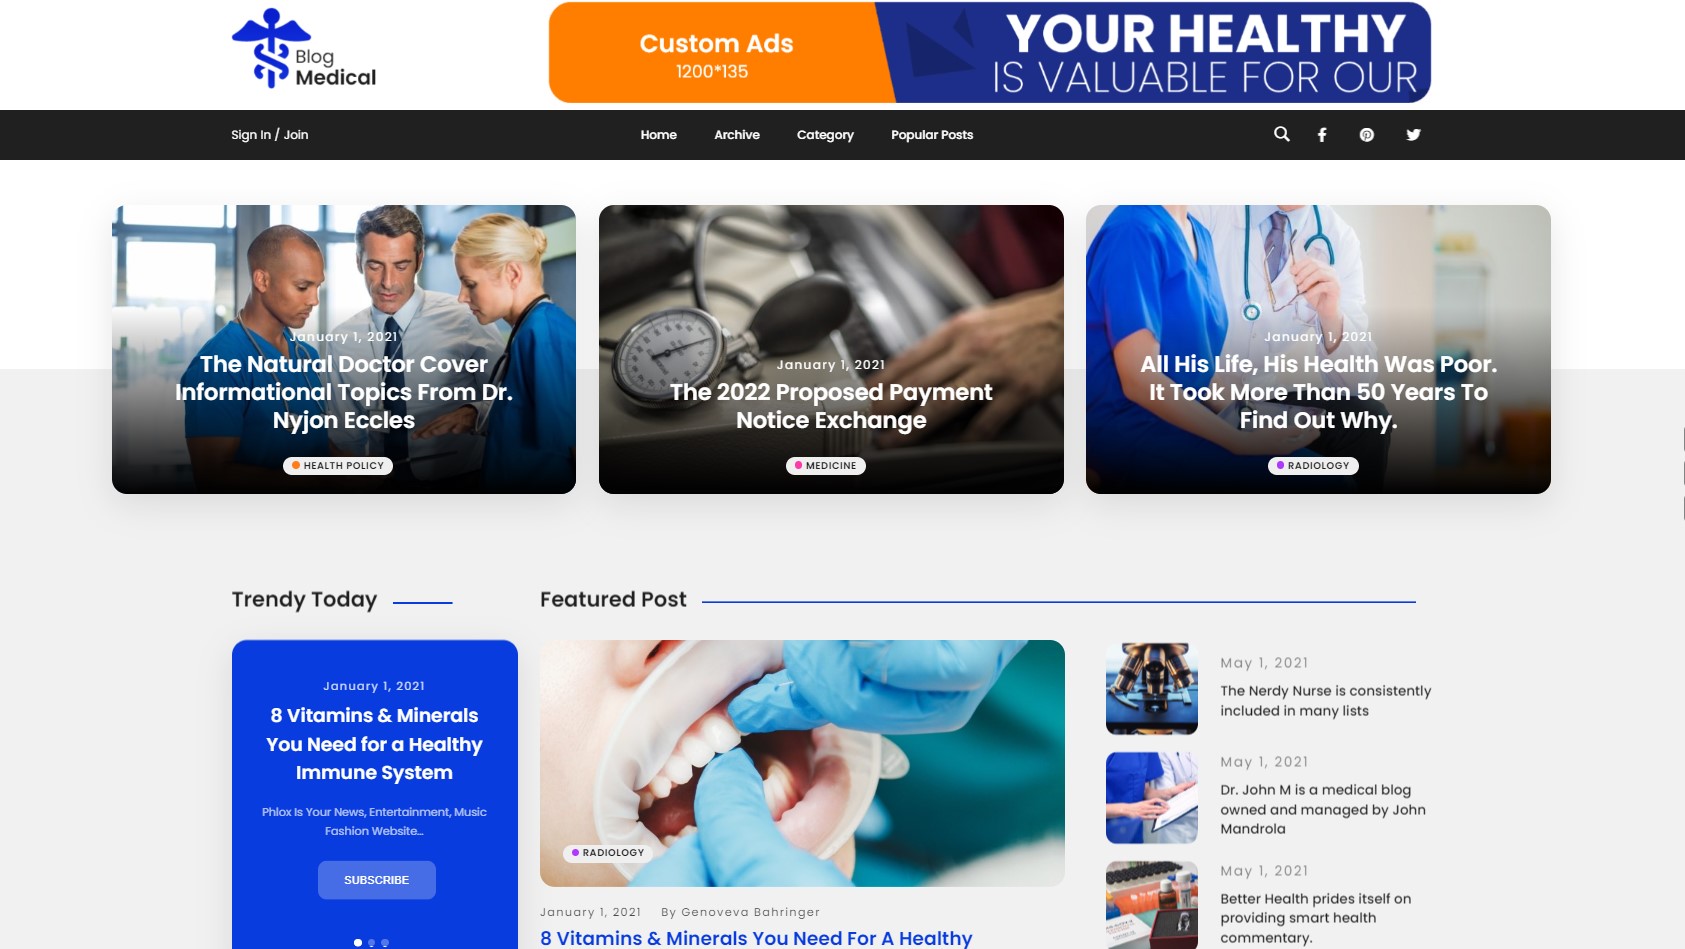 Blog
Medical
Custom Ads
1200*135
YOUR HEALTHY
IS VALUABLE FOR OUR
Sign In / Join
Home
Archive
Category
Popular Posts
January 1, 2021
The Natural Doctor Cover
Informational Topics From Dr.
Nyjon Eccles
HEALTH POLICY
January 1, 2021
The 2022 Proposed Payment
Notice Exchange
MEDICINE
January 1, 2021
All His Life, His Health Was Poor.
It Took More Than 50 Years To
Find Out Why.
RADIOLOGY
Trendy Today
January 1, 2021
8 Vitamins & Minerals
You Need for a Healthy
Immune System
Phlox Is Your News, Entertainment, Music
Fashion Website...
SUBSCRIBE
Featured Post
RADIOLOGY
January 1, 2021 By Genoveva Bahringer
8 Vitamins & Minerals You Need For A Healthy
May 1, 2021
The Nerdy Nurse is consistently
included in many lists
May 1, 2021
Dr. John M is a medical blog
owned and managed by John
Mandrola
May 1, 2021
Better Health prides itself on
providing smart health
commentary.